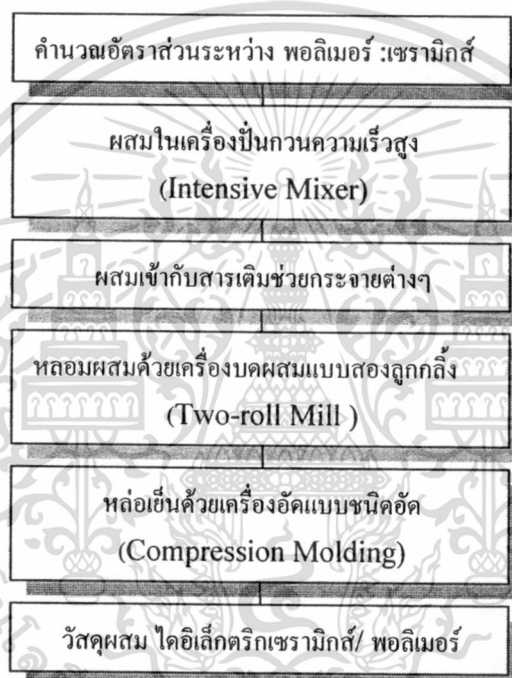 คำนวณอัตราส่วนระหว่าง พอลิเมอร์ :เซรามิกส์
ผสมในเครื่องปั่นกวนความเร็วสูง
(Intensive Mixer)
ผสมเข้ากับสารเติมช่วยกระจายต่างๆ
หลอมผสมด้วยเครื่องบดผสมแบบสองลูกกลิ้ง
(Two-roll Mill )
หล่อเย็นด้วยเครื่องอัดแบบชนิดอัด
(Compression Molding)
วัสดุผสม ไดอิเล็กตริกเซรามิกส์/ พอลิเมอร์